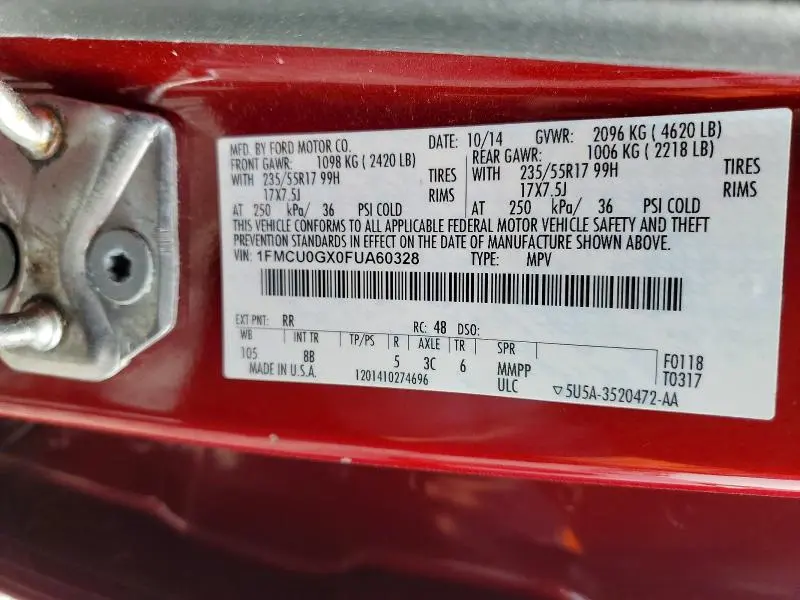 MFD. BY FORD MOTOR CO. DATE: 10/14 GVWR: 2096 KG ( 4620 LB)
FRONT GAWR: 1098 KG ( 2420 LB) REAR GAWR: 1006 KG ( 2218 LB)
WITH 235/55R17 99H TIRES WITH 235/55R17 99H TIRES
17X7.5J RIMS 17X7.5J RIMS
AT 250 kPa/ 36 PSI COLD AT 250 kPa/ 36 PSI COLD
THIS VEHICLE CONFORMS TO ALL APPLICABLE FEDERAL MOTOR VEHICLE SAFETY AND THEFT
PREVENTION STANDARDS IN EFFECT ON THE DATE OF MANUFACTURE SHOWN ABOVE.
VIN: 1FMCU0GX0FUA60328 TYPE: MPV
EXT PNT: RR RC: 48 DSO:
WB INT TR TP/PS R AXLE TR SPR
105 8B 5 3C 6 MMPP F0118
MADE IN U.S.A. 1201410274696 ULC ▽5U5A-3520472-AA T0317